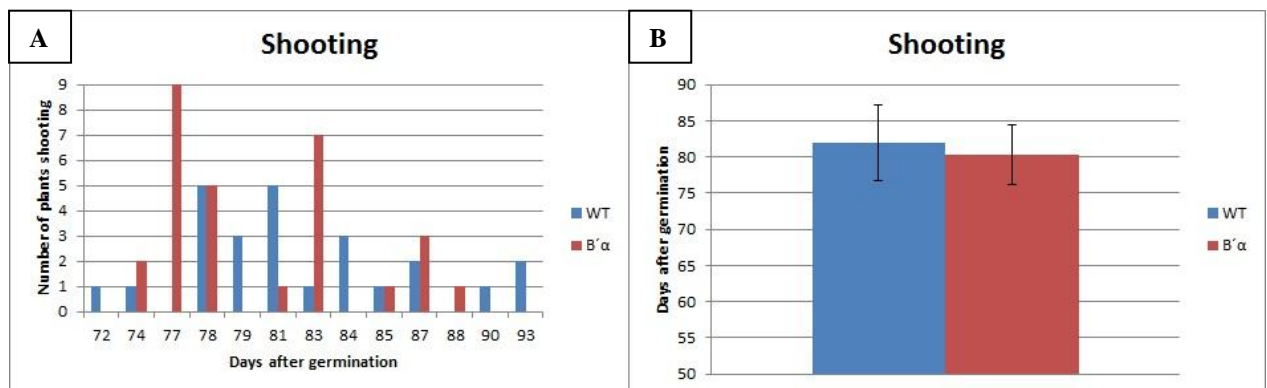 A
Shooting
Number of plants shooting
9
8
7
6
5
4
3
2
1
0
72 74 77 78 79 81 83 84 85 87 88 90 93
Days after germination
WT
B´α
B
Shooting
Days after germination
90
85
80
75
70
65
60
55
50
WT
B´α